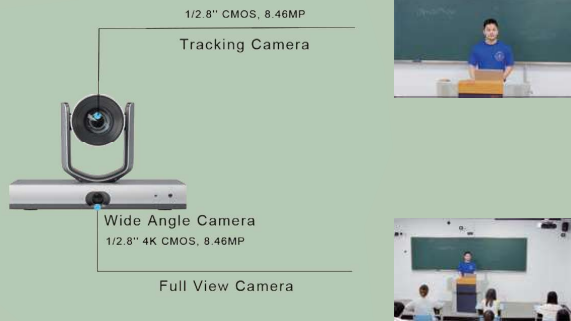 1/2.8'' CMOS, 8.46MP
Tracking Camera
Wide Angle Camera
1/2.8'' 4K CMOS, 8.46MP
Full View Camera